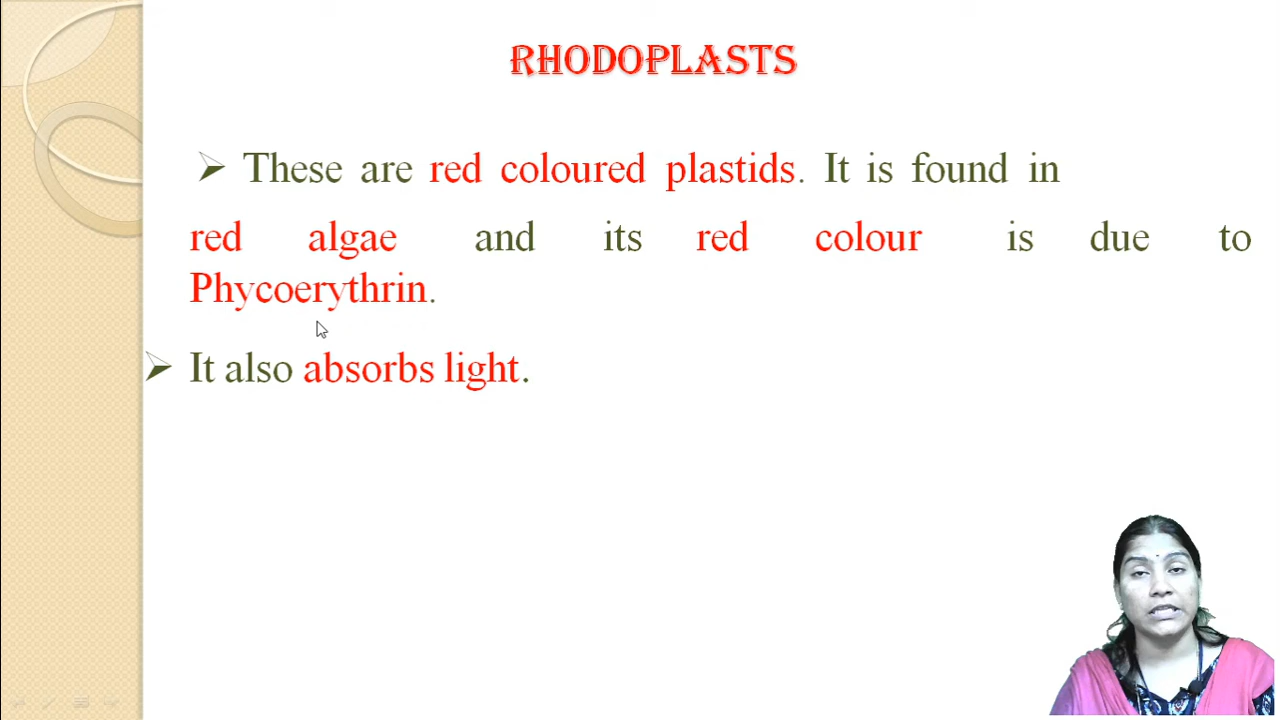 RHODOPLASTS
➢ These are red coloured plastids. It is found in
red algae and its red colour is due to
Phycoerythrin.
➢ It also absorbs light.